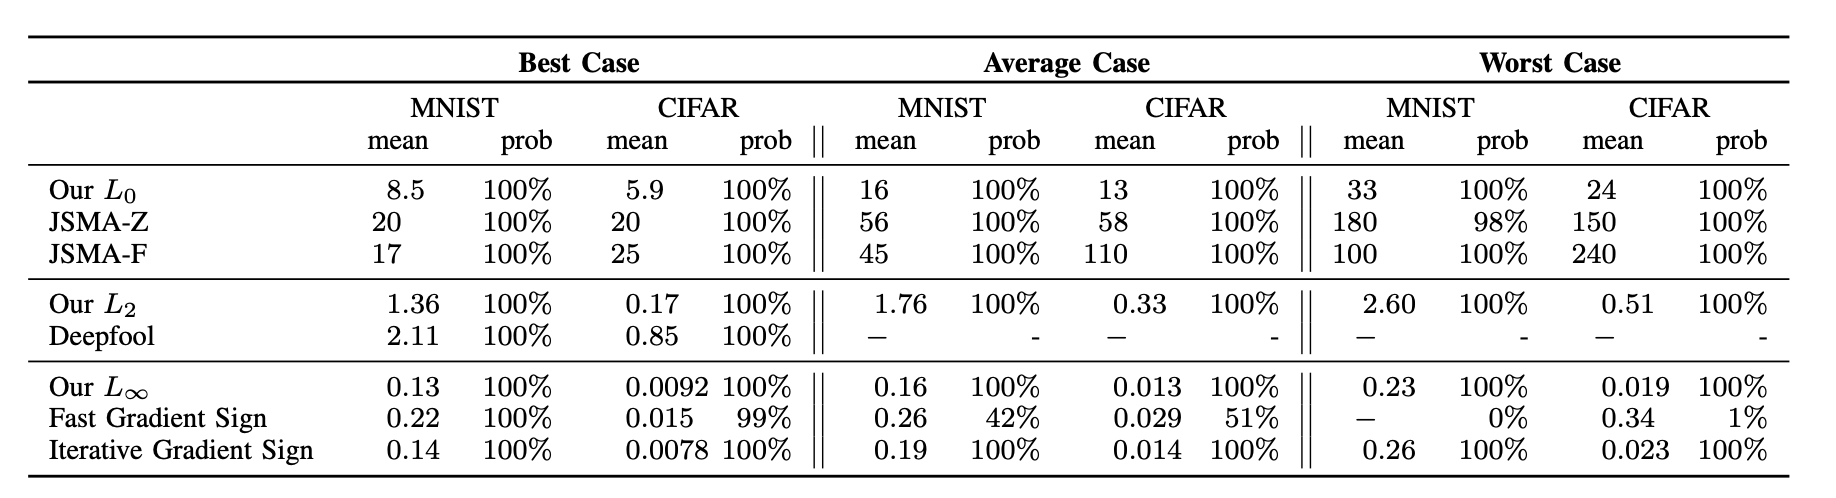 Best Case Average Case Worst Case
MNIST CIFAR MNIST CIFAR MNIST CIFAR
mean prob mean prob mean prob mean prob mean prob mean prob
Our L0 8.5 100% 5.9 100% 16 100% 13 100% 33 100% 24 100%
JSMA-Z 20 100% 20 100% 56 100% 58 100% 180 98% 150 100%
JSMA-F 17 100% 25 100% 45 100% 110 100% 100 100% 240 100%
Our L2 1.36 100% 0.17 100% 1.76 100% 0.33 100% 2.60 100% 0.51 100%
Deepfool 2.11 100% 0.85 100% − - − - − - − -
Our L∞ 0.13 100% 0.0092 100% 0.16 100% 0.013 100% 0.23 100% 0.019 100%
Fast Gradient Sign 0.22 100% 0.015 99% 0.26 42% 0.029 51% − 0% 0.34 1%
Iterative Gradient Sign 0.14 100% 0.0078 100% 0.19 100% 0.014 100% 0.26 100% 0.023 100%